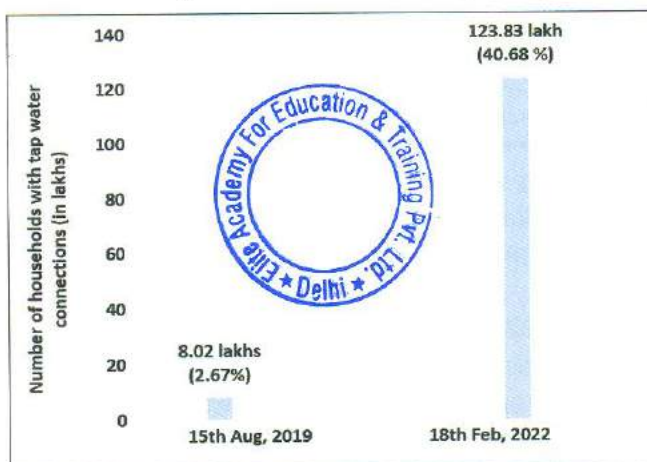 140
120
100
80
60
40
20
0
Number of households with tap water
connections (in lakhs)
123.83 lakh
(40.68 %)
8.02 lakhs
(2.67%)
15th Aug, 2019
18th Feb, 2022
Elite Academy For Education & Training Pvt. Ltd.
★ Delhi ★